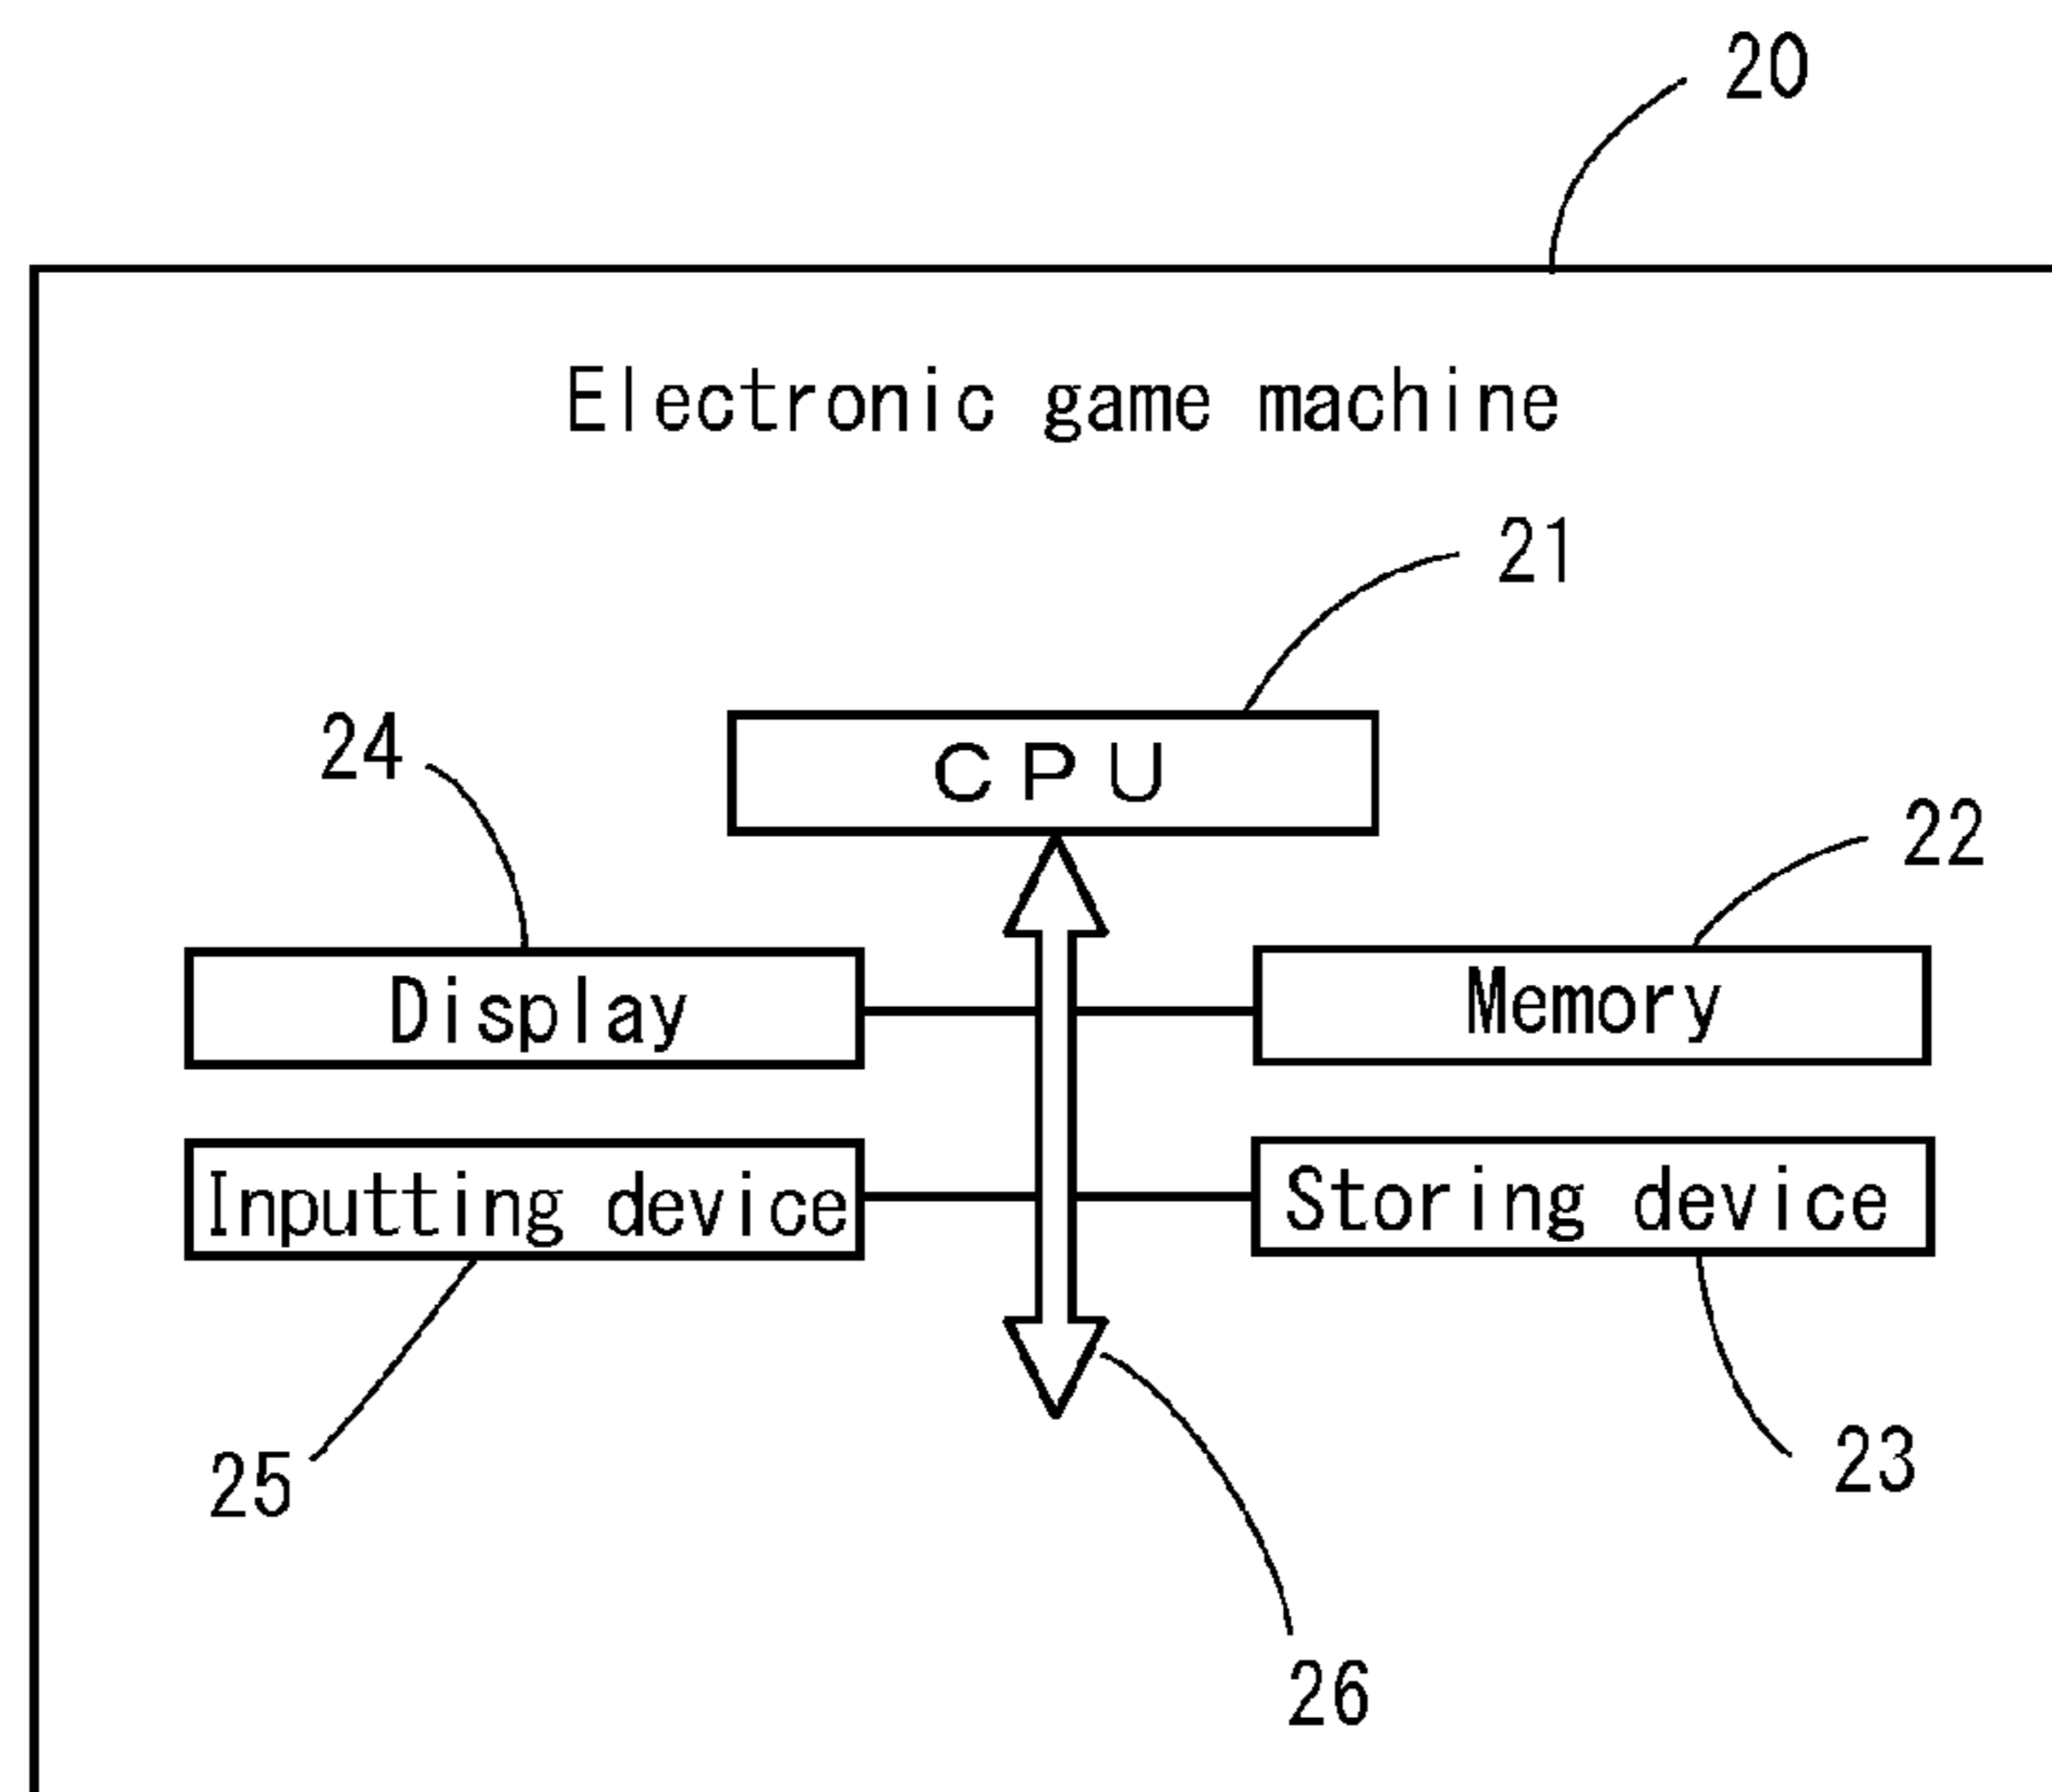 20
Electronic game machine
21
CPU
24
22
Display
Memory
Inputting device
Storing device
25
23
26